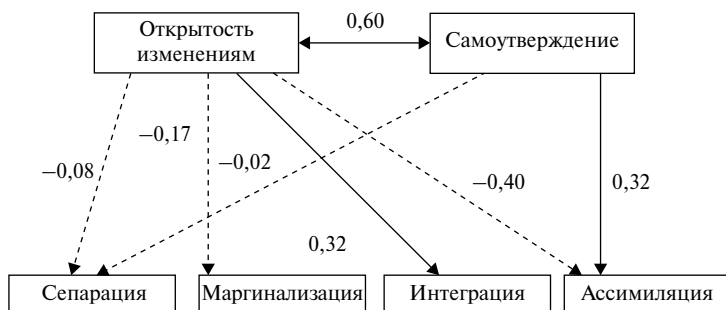 Открытость
изменениям
0,60
Самоутверждение
−0,08
−0,17
−0,02
−0,40
0,32
0,32
Сепарация
Маргинализация
Интеграция
Ассимиляция